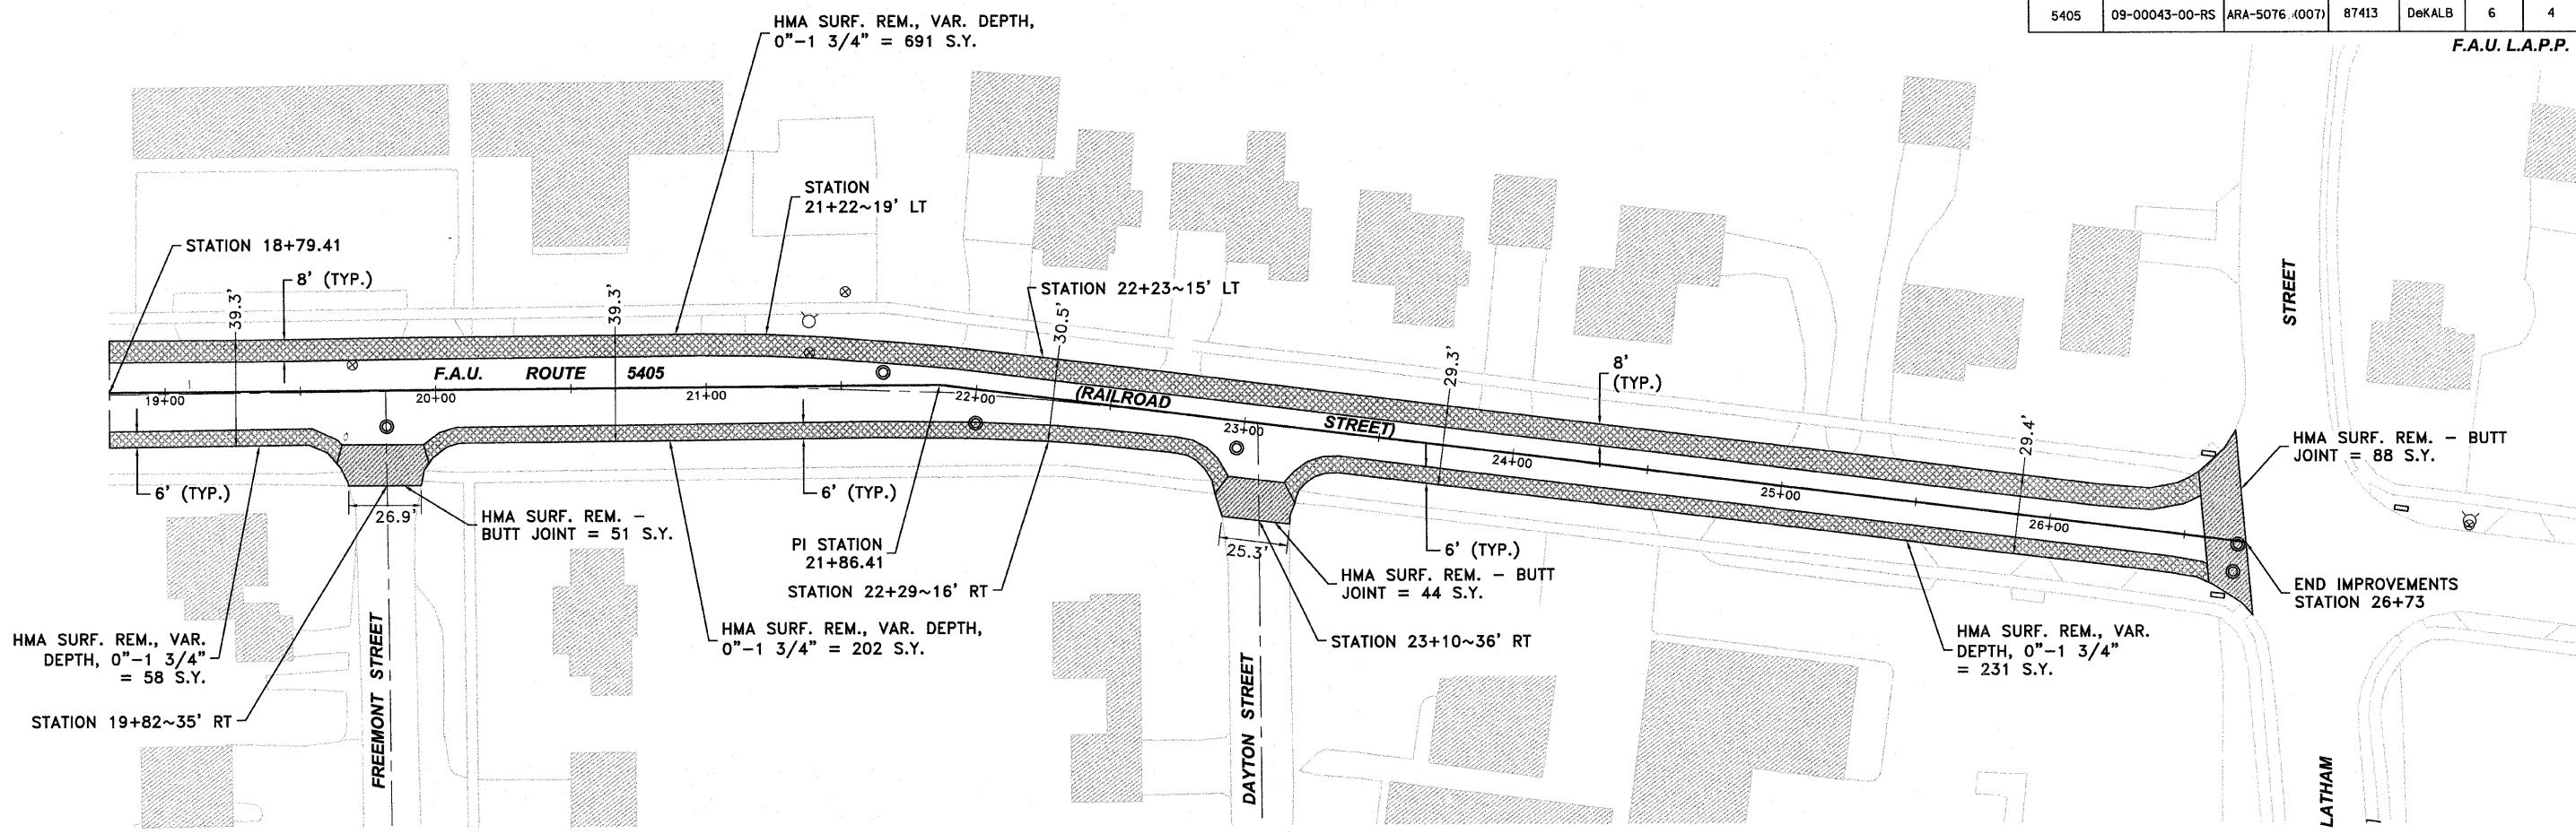 5405 09-00043-00-RS ARA-5076 (007) 87413 DeKALB 6 4
F.A.U. L.A.P.P.
HMA SURF. REM., VAR. DEPTH,
0"-1 3/4" = 691 S.Y.
STATION
21+22~19' LT
STATION 18+79.41
8' (TYP.)
39.3'
39.3'
STATION 22+23~15' LT
30.5'
29.3'
8'
(TYP.)
29.4'
STREET
F.A.U. ROUTE 5405
(RAILROAD
STREET)
19+00
20+00
21+00
22+00
23+00
24+00
25+00
26+00
HMA SURF. REM. - BUTT
JOINT = 88 S.Y.
6' (TYP.)
26.9'
HMA SURF. REM. -
BUTT JOINT = 51 S.Y.
6' (TYP.)
PI STATION
21+86.41
STATION 22+29~16' RT
25.3'
6' (TYP.)
HMA SURF. REM. - BUTT
JOINT = 44 S.Y.
END IMPROVEMENTS
STATION 26+73
HMA SURF. REM., VAR.
DEPTH, 0"-1 3/4"
= 58 S.Y.
HMA SURF. REM., VAR. DEPTH,
0"-1 3/4" = 202 S.Y.
STATION 23+10~36' RT
HMA SURF. REM., VAR.
DEPTH, 0"-1 3/4"
= 231 S.Y.
STATION 19+82~35' RT
FREEMONT STREET
DAYTON STREET
LATHAM